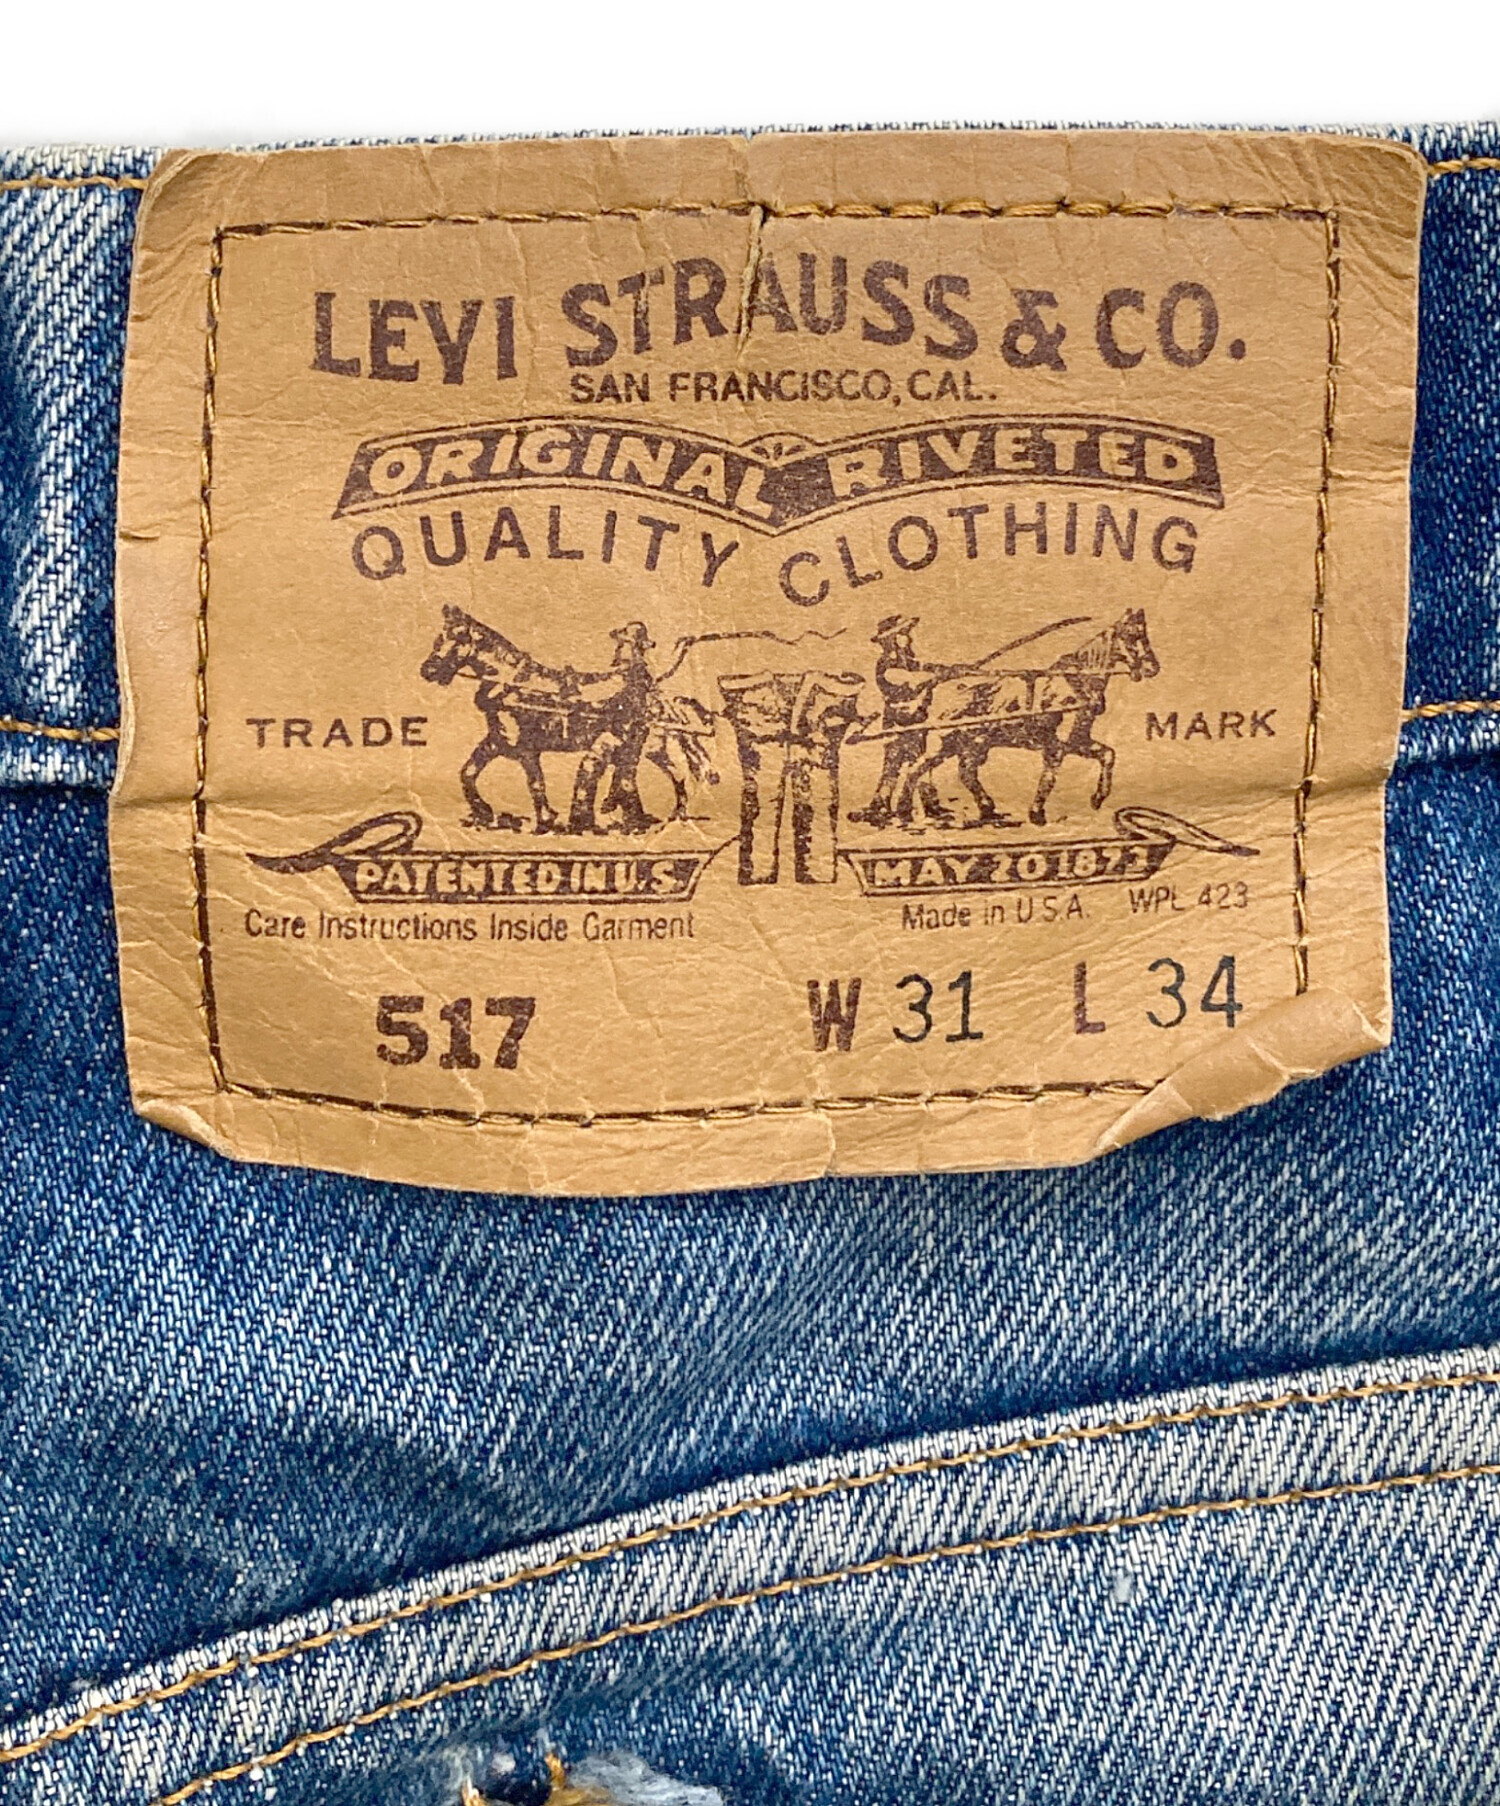 LEVI STRAUSS & CO.
SAN FRANCISCO, CAL.
ORIGINAL RIVETED
QUALITY CLOTHING
TRADE MARK
PATENTED IN U.S. MAY 20 1873
Care Instructions Inside Garment Made in U.S.A. WPL 423
517 W 31 L 34